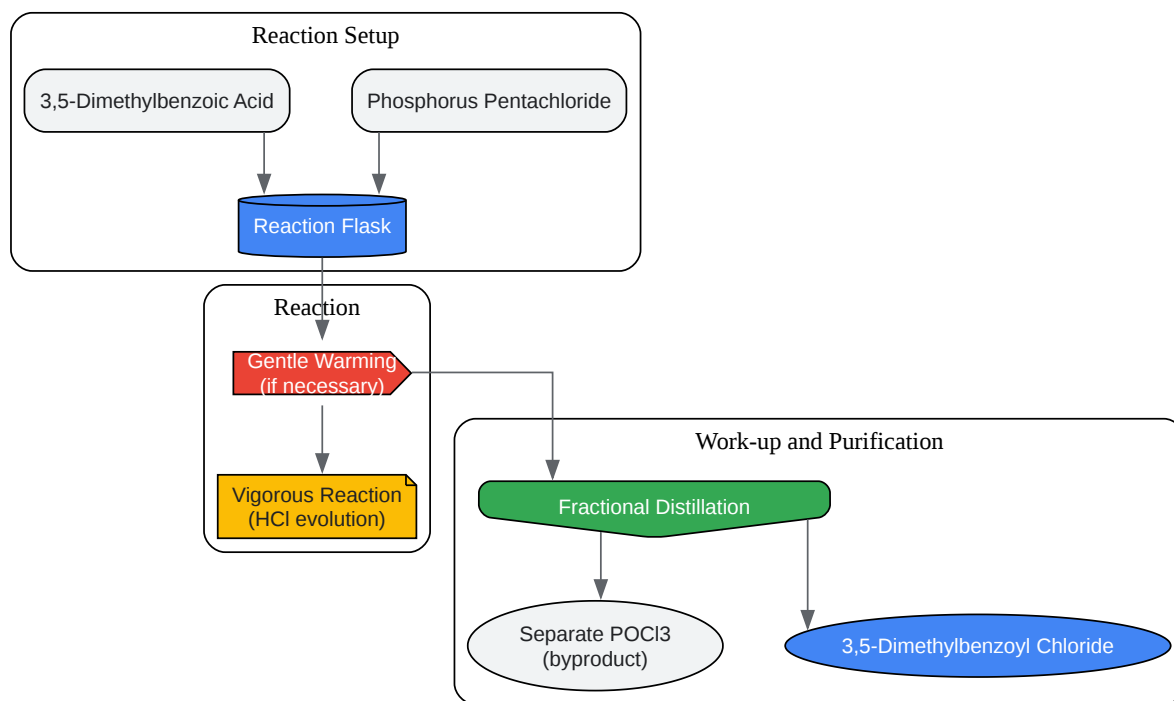 Reaction Setup
3,5-Dimethylbenzoic Acid
Phosphorus Pentachloride
Reaction Flask
Reaction
Gentle Warming
(if necessary)
Vigorous Reaction
(HCl evolution)
Work-up and Purification
Fractional Distillation
Separate POCl3
(byproduct)
3,5-Dimethylbenzoyl Chloride